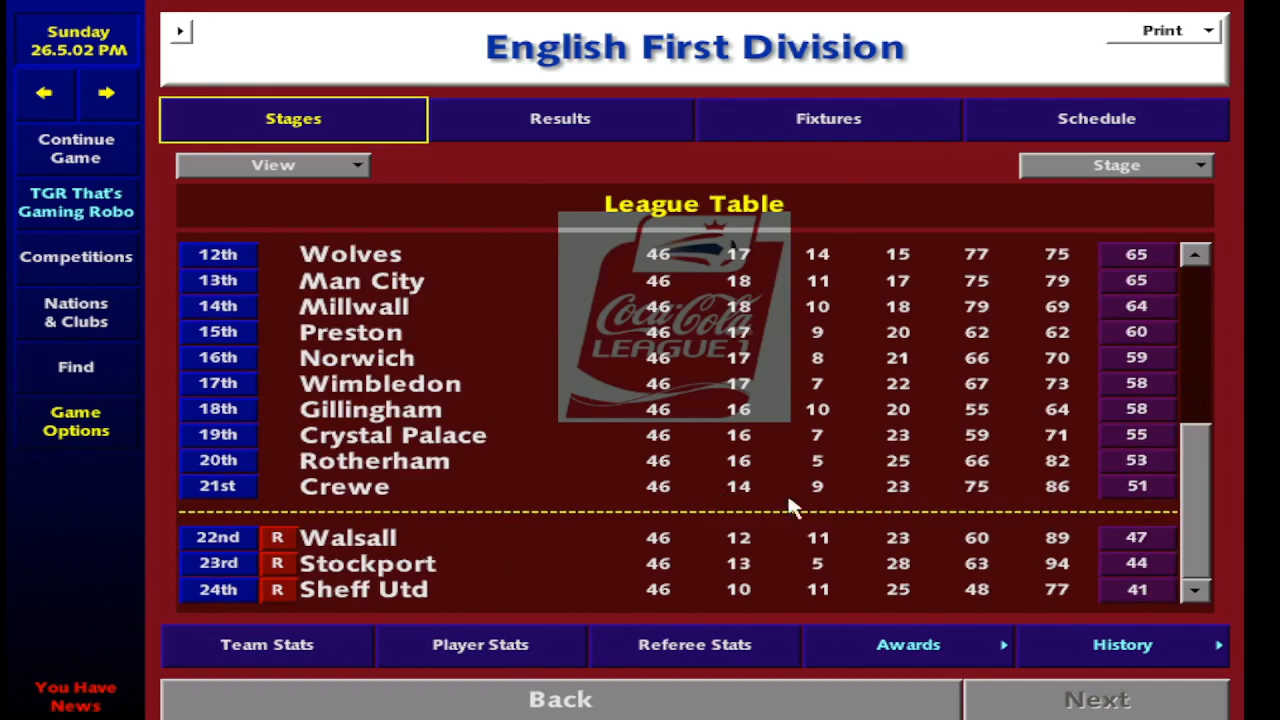 Sunday
26.5.02 PM
Continue
Game
TGR That's
Gaming Robo
Competitions
Nations
& Clubs
Find
Game
Options
You Have
News
English First Division
Print
Stages Results Fixtures Schedule
View Stage
League Table
12th Wolves 46 17 14 15 77 75 65
13th Man City 46 18 11 17 75 79 65
14th Millwall 46 18 10 18 79 69 64
15th Preston 46 17 9 20 62 62 60
16th Norwich 46 17 8 21 66 70 59
17th Wimbledon 46 17 7 22 67 73 58
18th Gillingham 46 16 10 20 55 64 58
19th Crystal Palace 46 16 7 23 59 71 55
20th Rotherham 46 16 5 25 66 82 53
21st Crewe 46 14 9 23 75 86 51
22nd R Walsall 46 12 11 23 60 89 47
23rd R Stockport 46 13 5 28 63 94 44
24th R Sheff Utd 46 10 11 25 48 77 41
Coca-Cola
LEAGUE 1
Team Stats Player Stats Referee Stats Awards History
Back Next